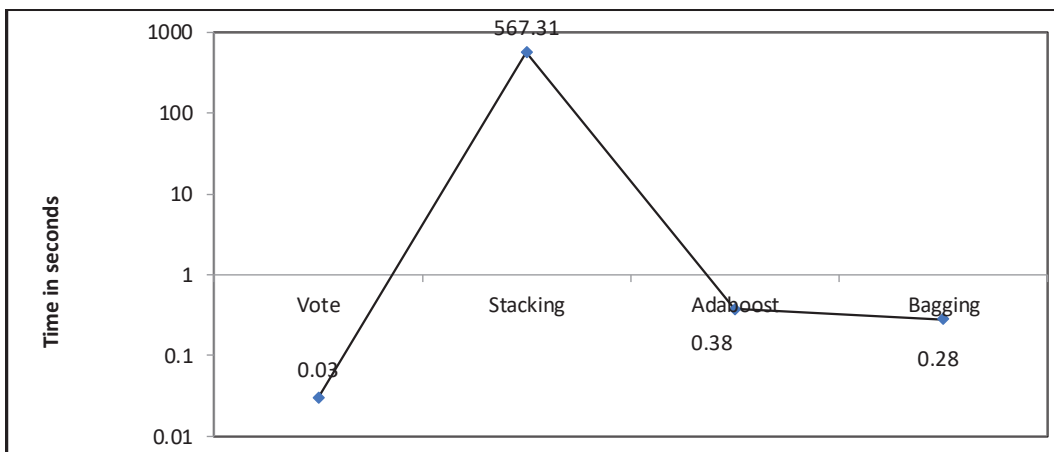 567.31
1000
100
10
1
0.1
0.01
Time in seconds
Vote
Stacking
Adaboost
Bagging
0.03
0.38
0.28